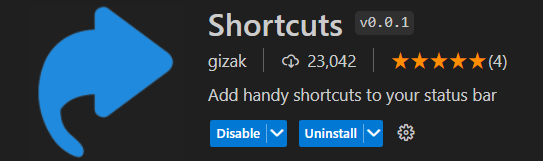 Shortcuts v0.0.1
gizak 23,042 (4)
Add handy shortcuts to your status bar
Disable Uninstall